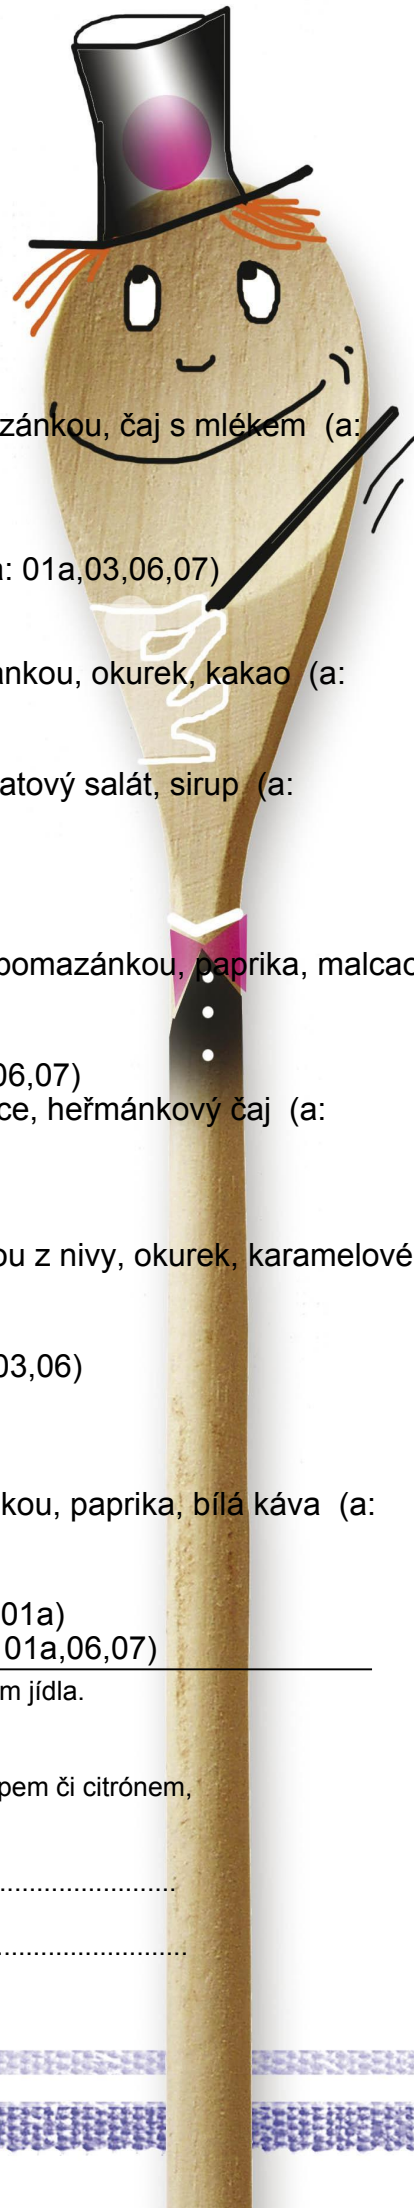 zánkou, čaj s mlékem (a:
a: 01a,03,06,07)
ánkou, okurek, kakao (a:
atový salát, sirup (a:
pomazánkou, paprika, malcao
06,07)
ce, heřmánkový čaj (a:
ou z nivy, okurek, karamelové
03,06)
kou, paprika, bílá káva (a:
01a)
01a,06,07)
m jídla.
pem či citrónem,
........................
..........................